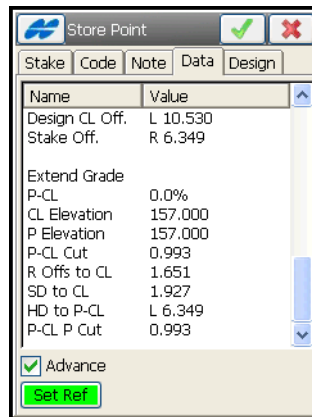 Store Point
Stake Code Note Data Design
Name Value
Design CL Off. L 10.530
Stake Off. R 6.349
Extend Grade
P-CL 0.0%
CL Elevation 157.000
P Elevation 157.000
P-CL Cut 0.993
R Offs to CL 1.651
SD to CL 1.927
HD to P-CL L 6.349
P-CL P Cut 0.993
Advance
Set Ref